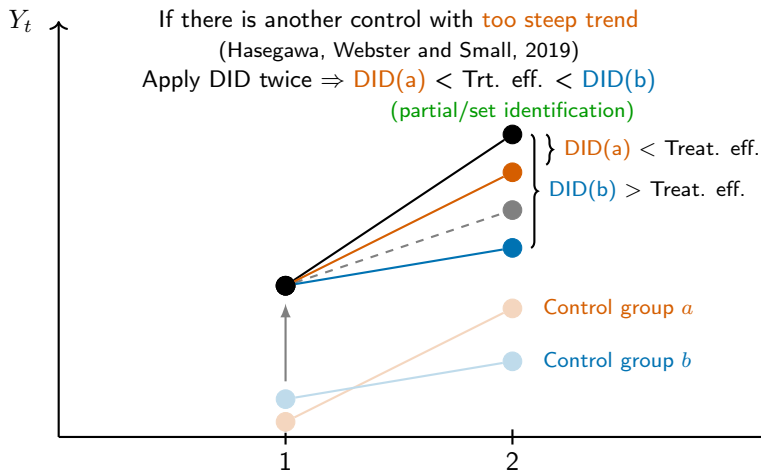 Y_t
If there is another control with too steep trend
(Hasegawa, Webster and Small, 2019)
Apply DID twice ⇒ DID(a) < Trt. eff. < DID(b)
(partial/set identification)
DID(a) < Treat. eff.
DID(b) > Treat. eff.
Control group a
Control group b
1
2